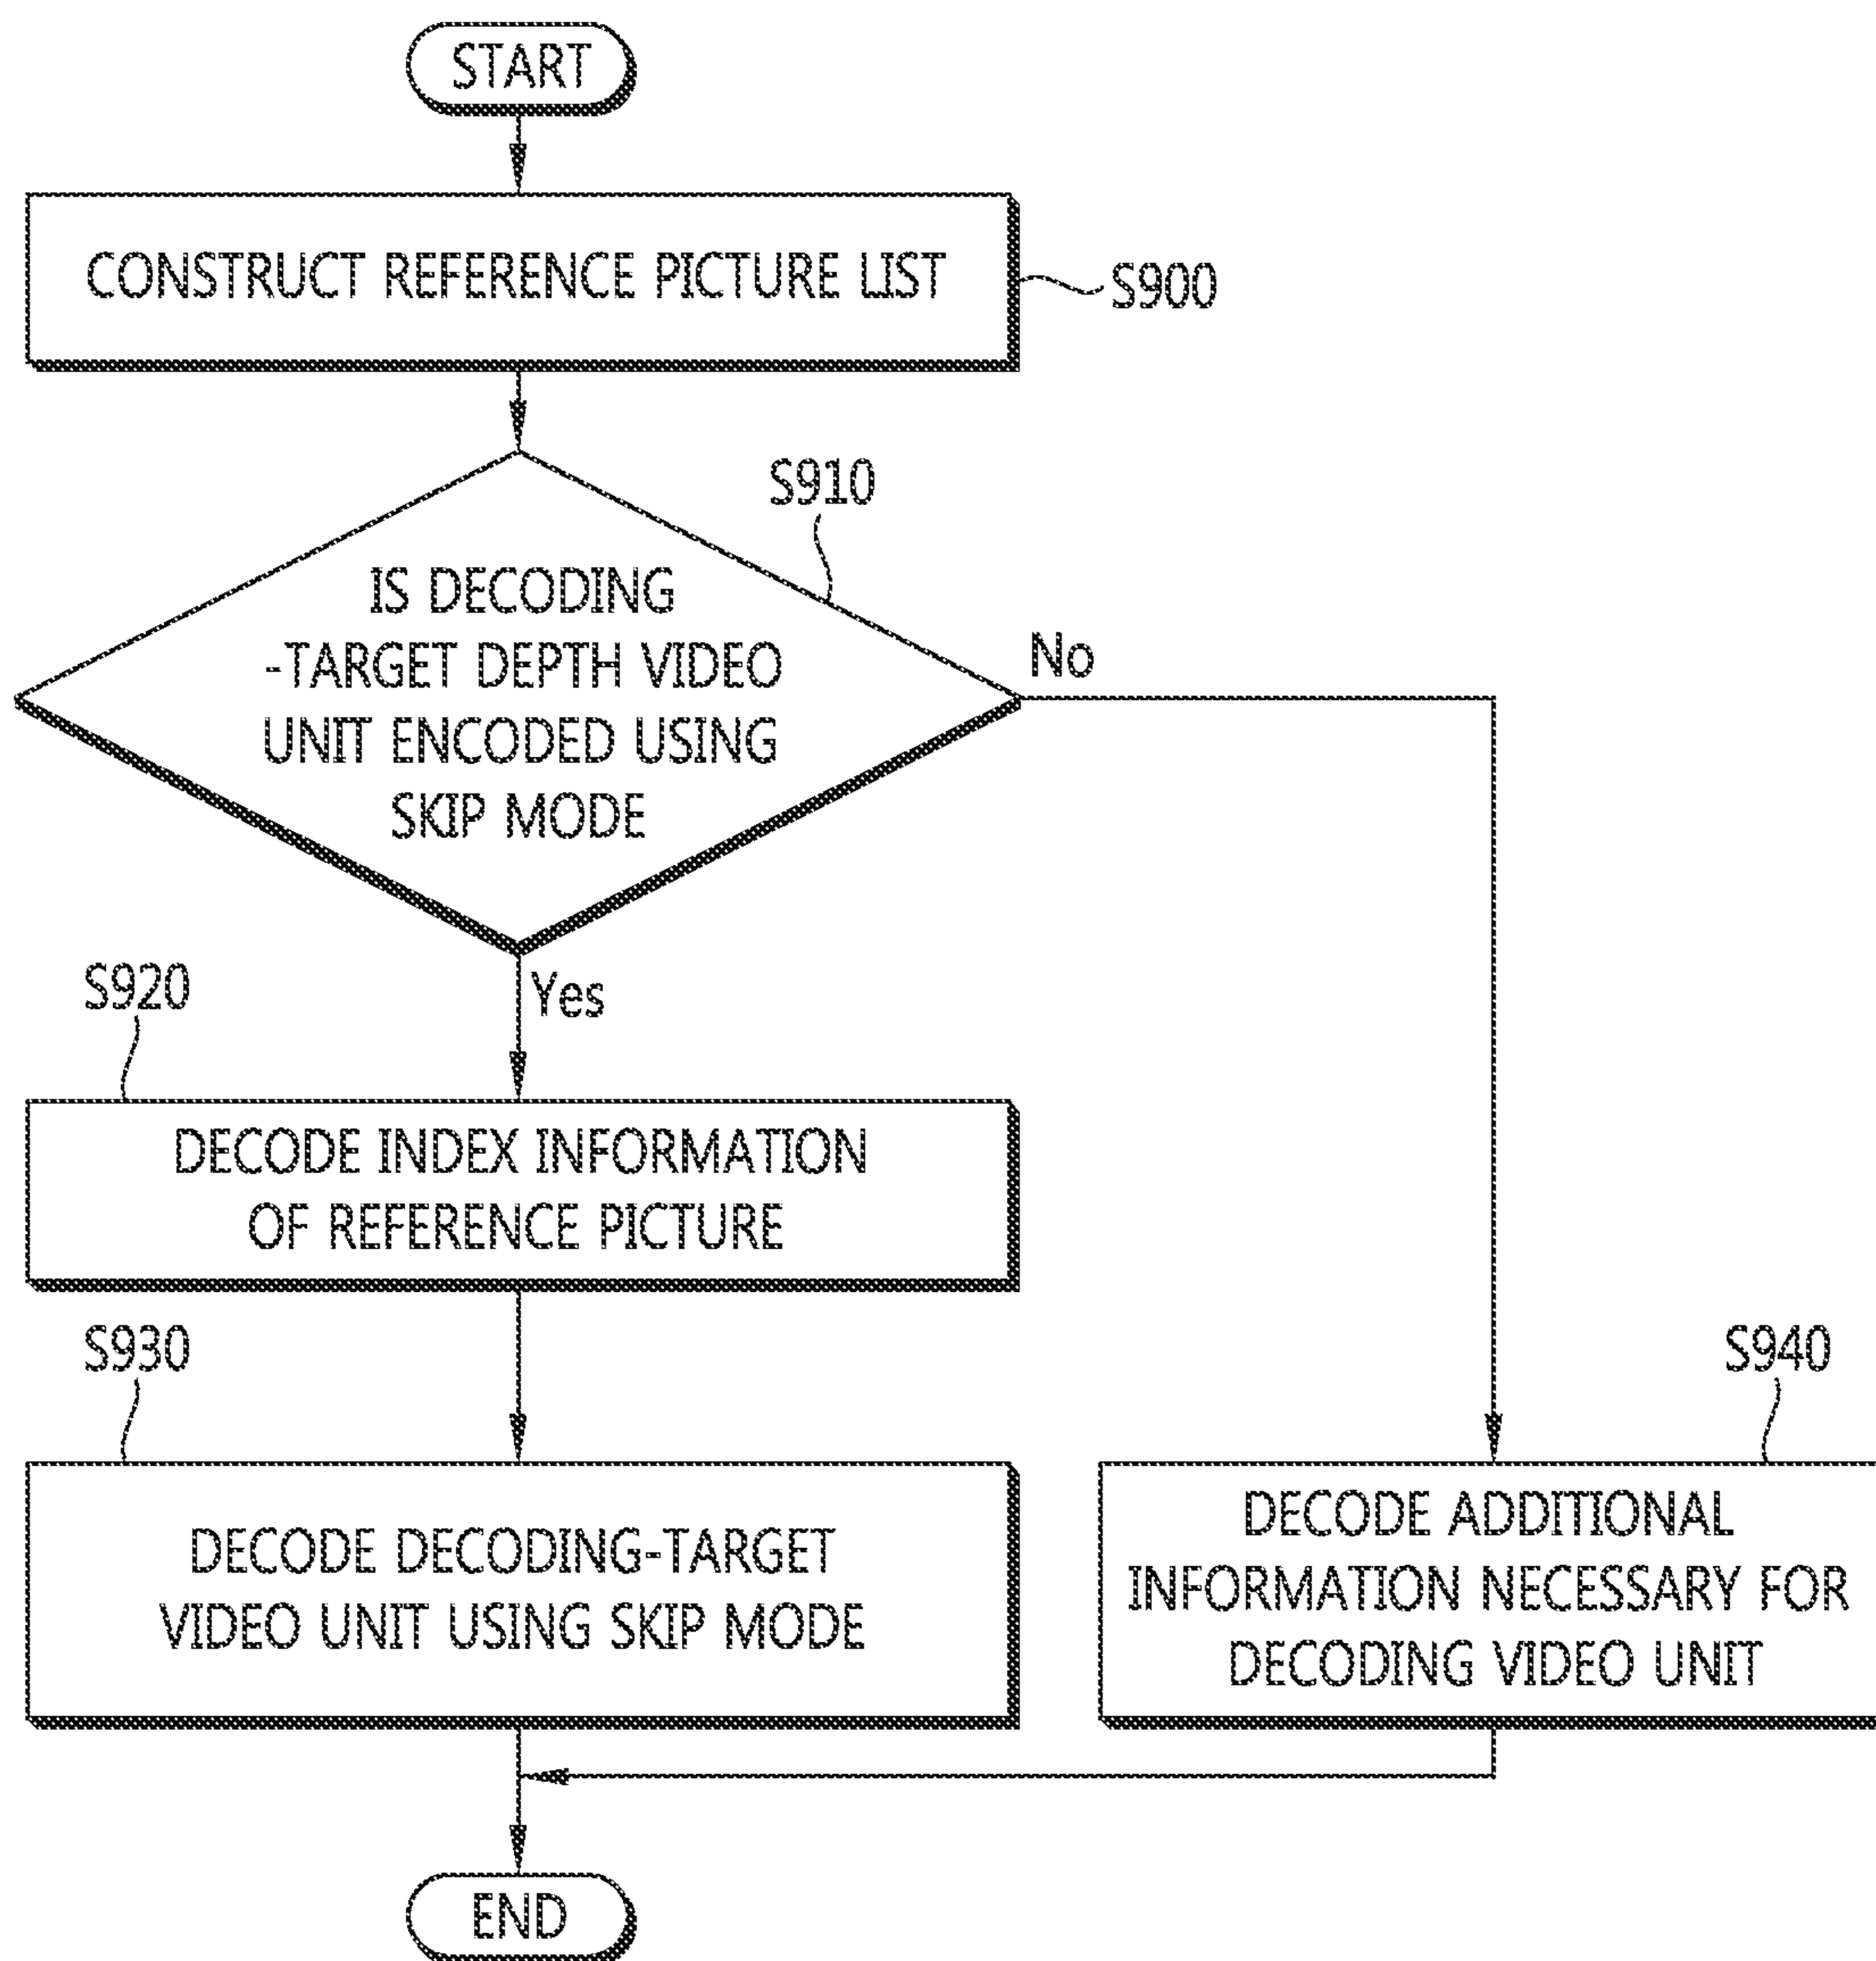 START
CONSTRUCT REFERENCE PICTURE LIST
S900
S910
IS DECODING
-TARGET DEPTH VIDEO
UNIT ENCODED USING
SKIP MODE
No
Yes
S920
DECODE INDEX INFORMATION
OF REFERENCE PICTURE
S930
DECODE DECODING-TARGET
VIDEO UNIT USING SKIP MODE
S940
DECODE ADDITIONAL
INFORMATION NECESSARY FOR
DECODING VIDEO UNIT
END